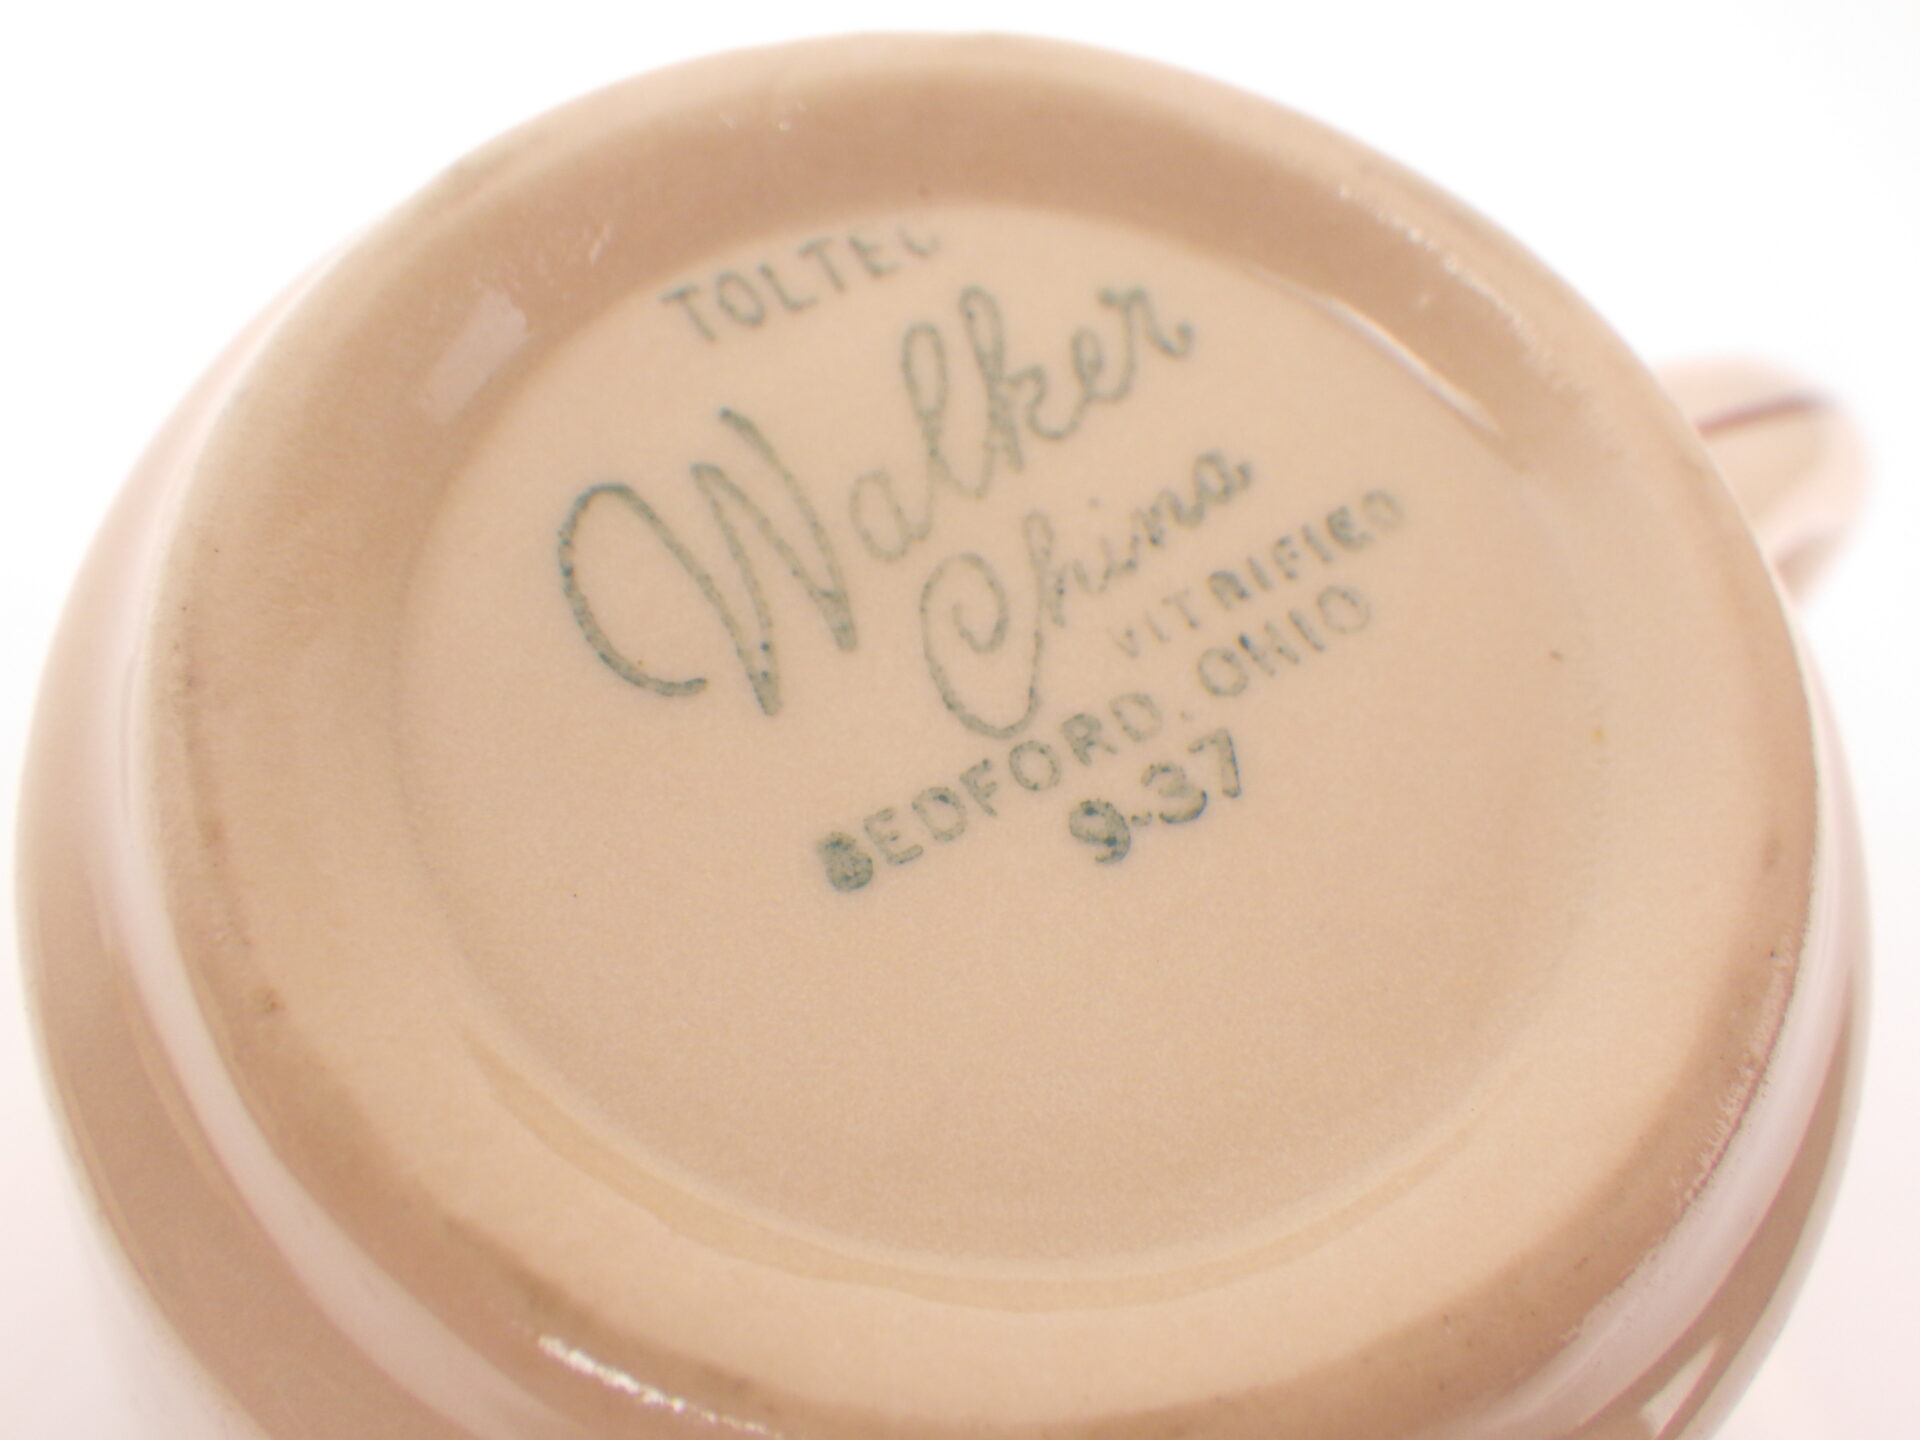 TOLTEC
Walker
China
VITRIFIED
BEDFORD, OHIO
9-37